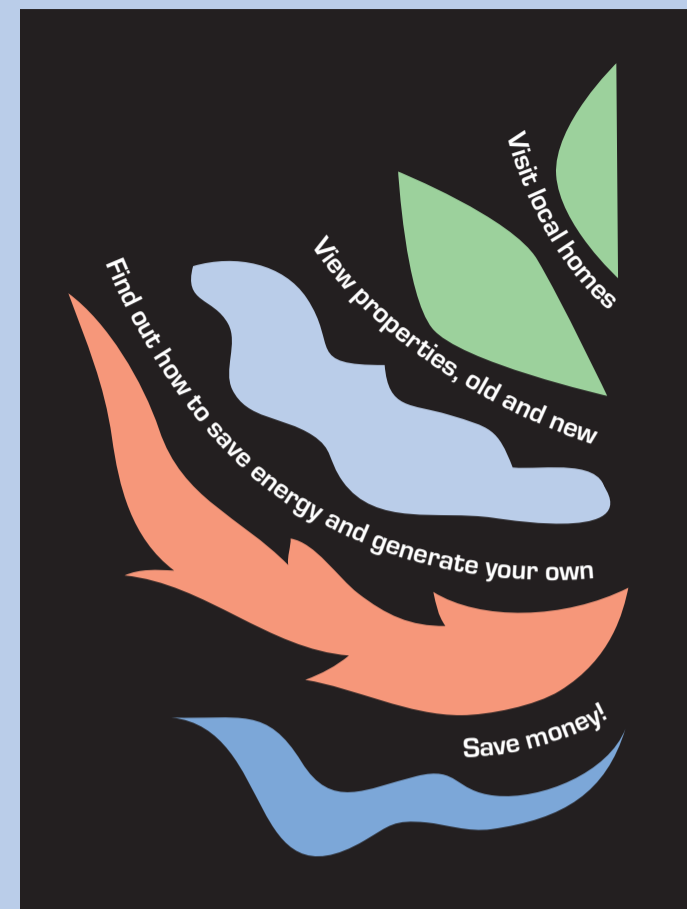 Visit local homes
View properties, old and new
Find out how to save energy and generate your own
Save money!